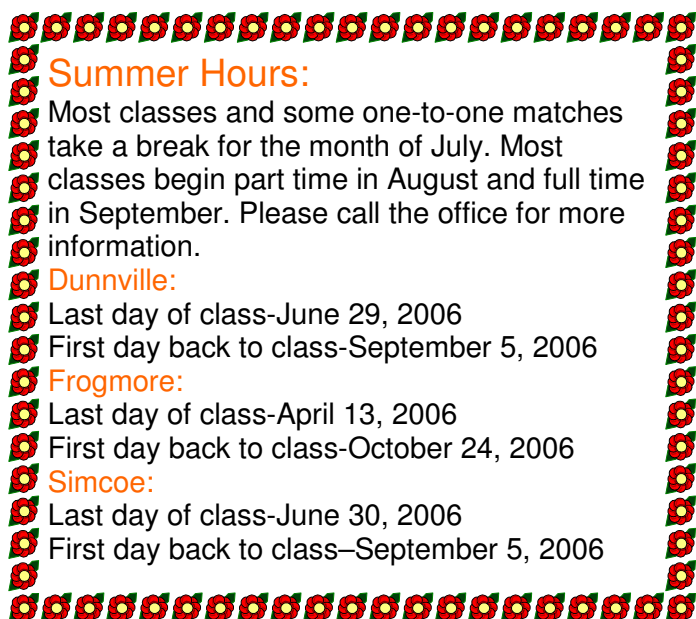 Summer Hours:
Most classes and some one-to-one matches
take a break for the month of July. Most
classes begin part time in August and full time
in September. Please call the office for more
information.
Dunnville:
Last day of class-June 29, 2006
First day back to class-September 5, 2006
Frogmore:
Last day of class-April 13, 2006
First day back to class-October 24, 2006
Simcoe:
Last day of class-June 30, 2006
First day back to class–September 5, 2006